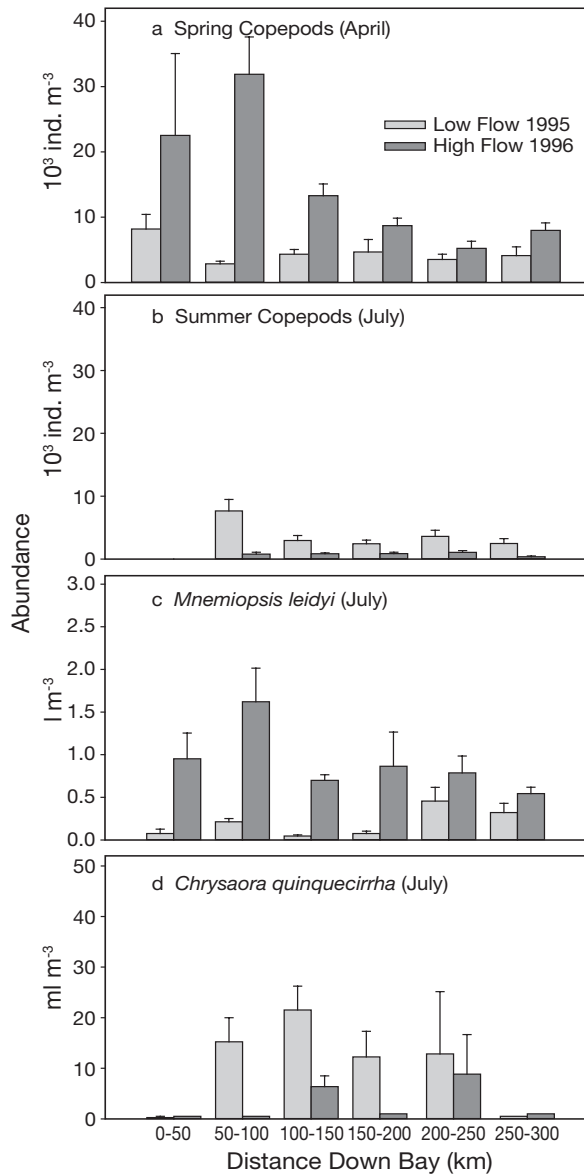 Abundance
a Spring Copepods (April)
10³ ind. m⁻³
40
30
20
10
0
Low Flow 1995
High Flow 1996
b Summer Copepods (July)
10³ ind. m⁻³
40
30
20
10
0
c Mnemiopsis leidyi (July)
l m⁻³
3.0
2.5
2.0
1.5
1.0
0.5
0.0
d Chrysaora quinquecirrha (July)
ml m⁻³
50
40
30
20
10
0
0-50 50-100 100-150 150-200 200-250 250-300
Distance Down Bay (km)